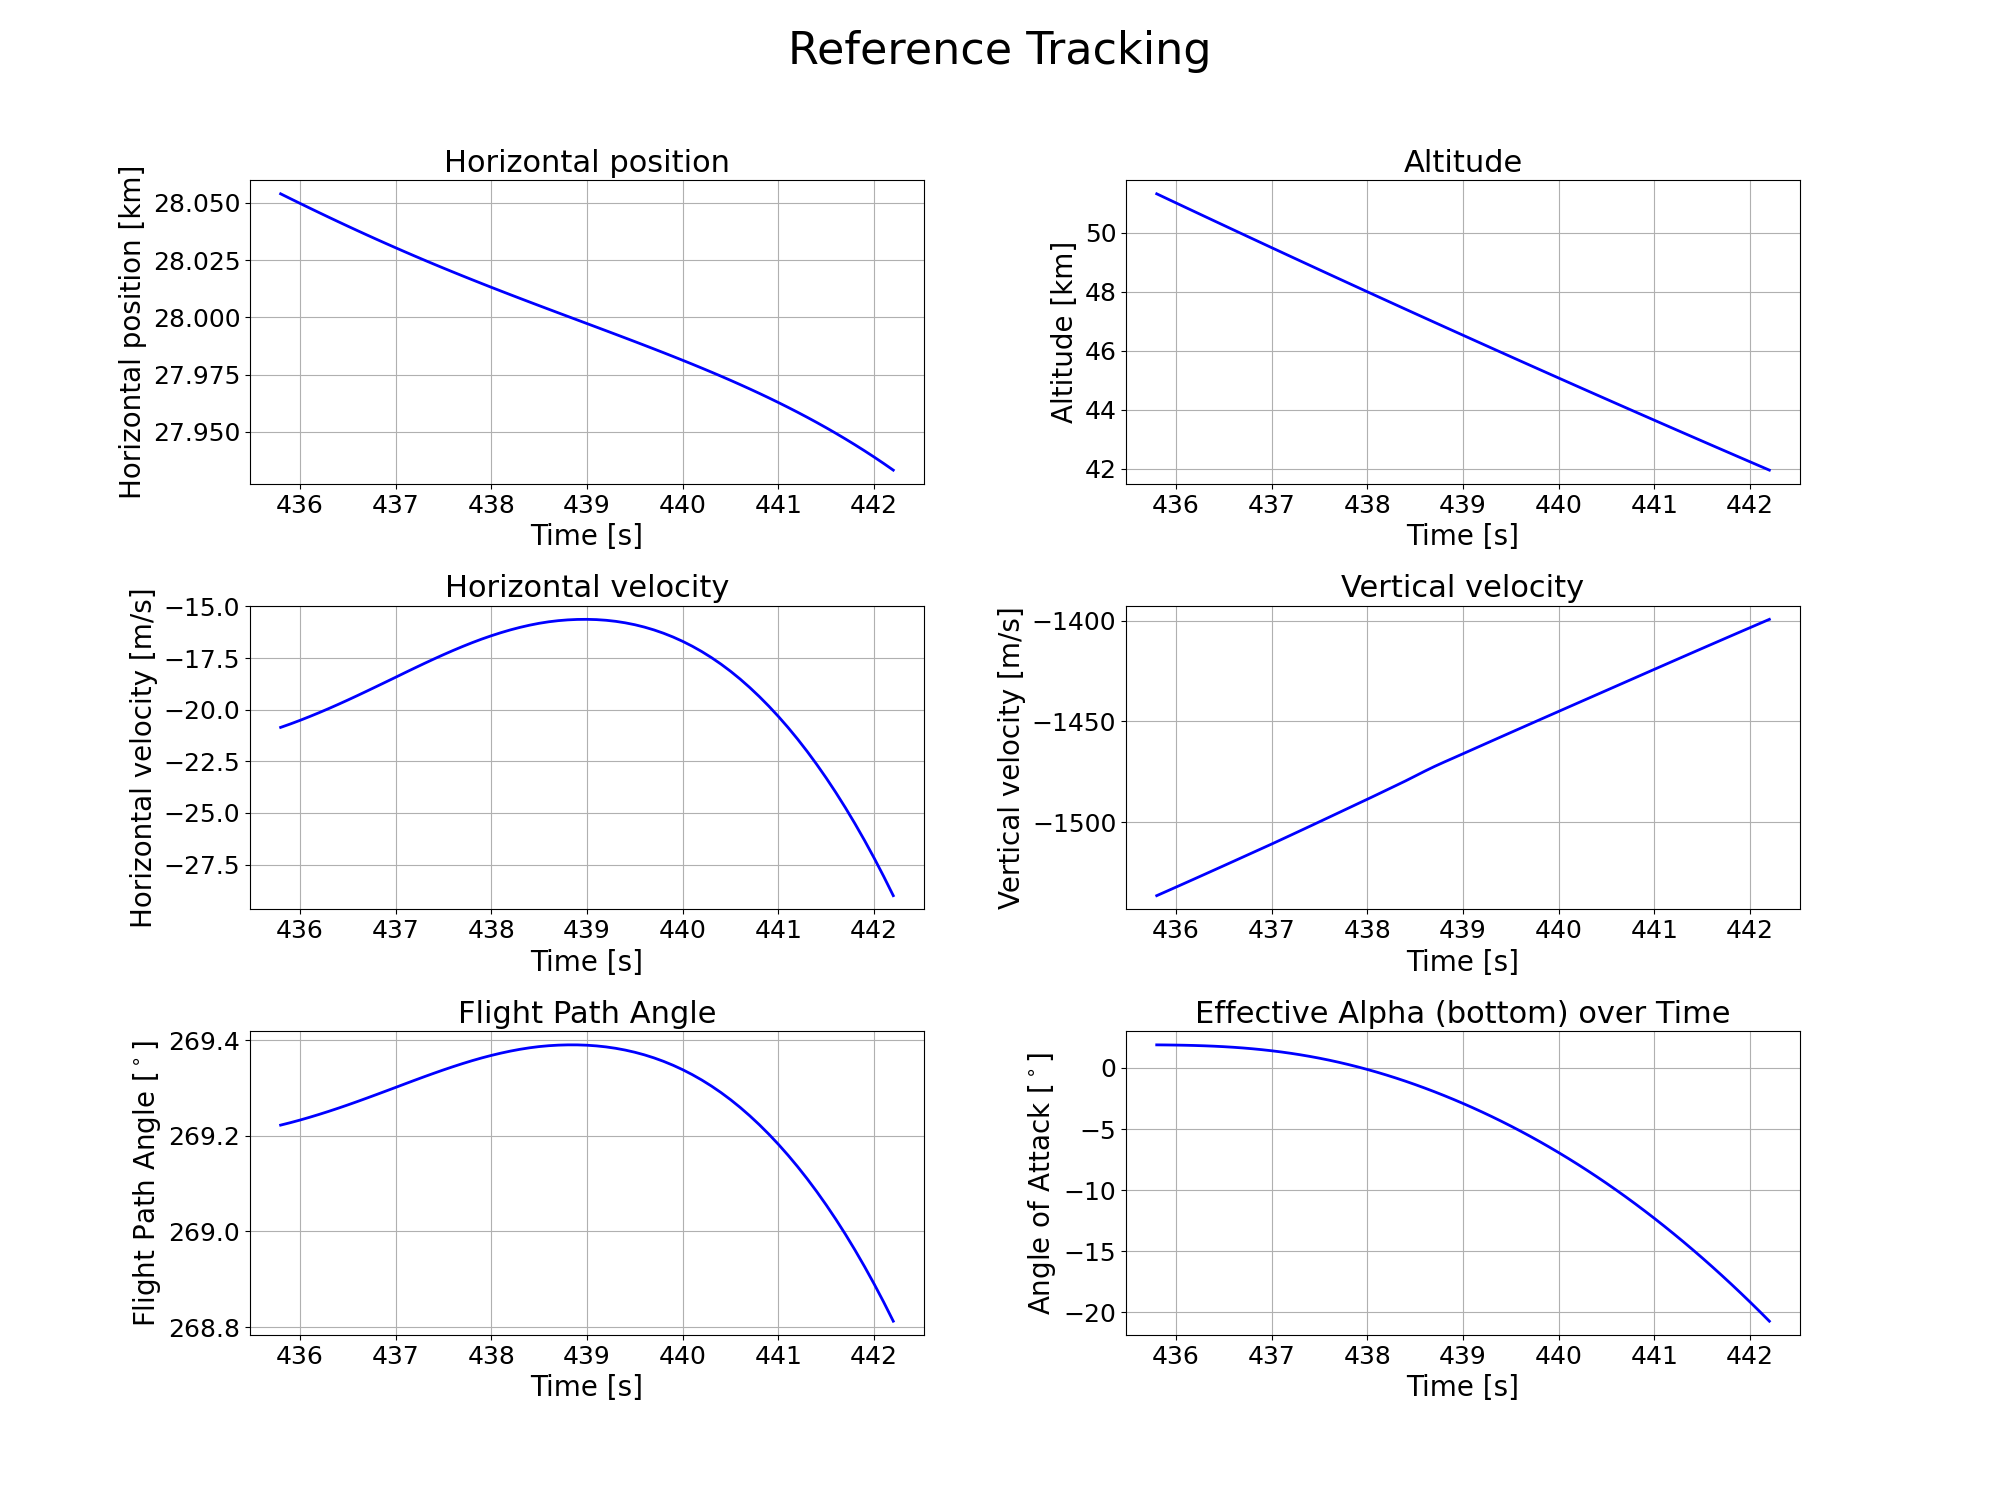 Reference Tracking
Horizontal position
Horizontal position [km]
28.050
28.025
28.000
27.975
27.950
436 437 438 439 440 441 442
Time [s]
Altitude
Altitude [km]
50
48
46
44
42
436 437 438 439 440 441 442
Time [s]
Horizontal velocity
Horizontal velocity [m/s]
−15.0
−17.5
−20.0
−22.5
−25.0
−27.5
436 437 438 439 440 441 442
Time [s]
Vertical velocity
Vertical velocity [m/s]
−1400
−1450
−1500
436 437 438 439 440 441 442
Time [s]
Flight Path Angle
Flight Path Angle [°]
269.4
269.2
269.0
268.8
436 437 438 439 440 441 442
Time [s]
Effective Alpha (bottom) over Time
Angle of Attack [°]
0
−5
−10
−15
−20
436 437 438 439 440 441 442
Time [s]